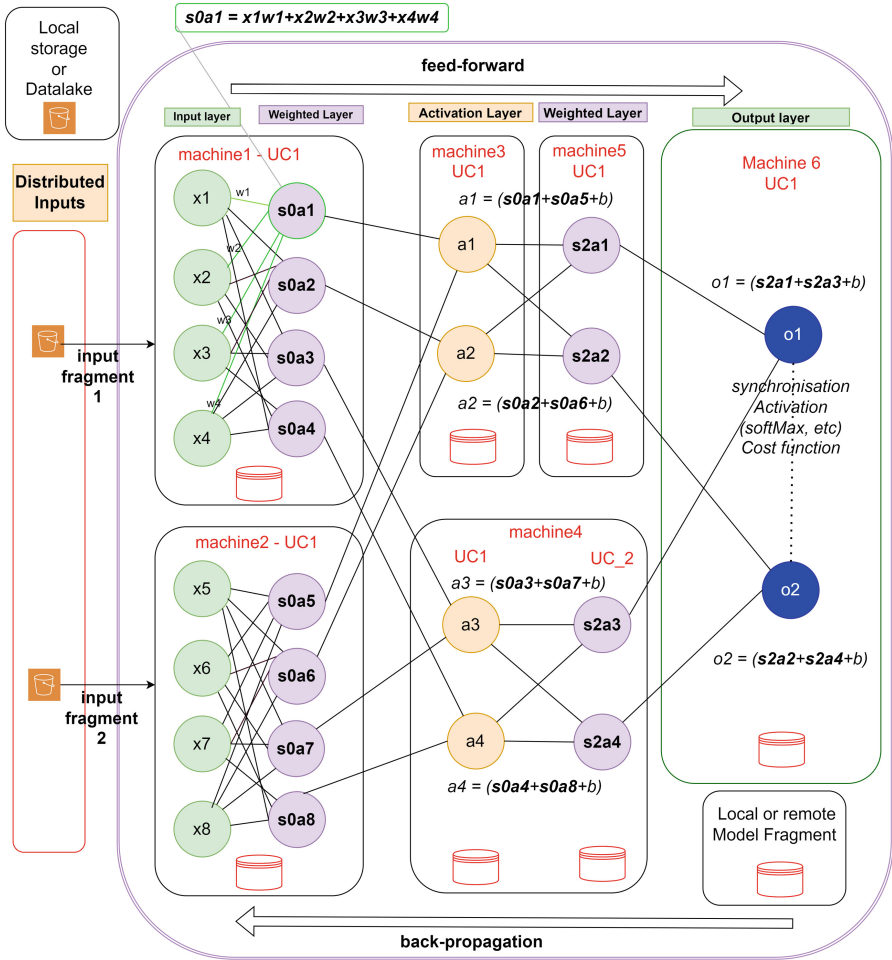 s0a1 = x1w1+x2w2+x3w3+x4w4
Local
storage
or
Datalake
feed-forward
Input layer
Weighted Layer
Activation Layer
Weighted Layer
Output layer
Distributed
Inputs
machine1 - UC1
x1
x2
x3
x4
w1
w2
w3
w4
s0a1
s0a2
s0a3
s0a4
input
fragment
1
machine2 - UC1
x5
x6
x7
x8
s0a5
s0a6
s0a7
s0a8
input
fragment
2
machine3
UC1
a1 = (s0a1+s0a5+b)
a1
a2
a2 = (s0a2+s0a6+b)
machine5
UC1
s2a1
s2a2
machine4
UC1
UC_2
a3 = (s0a3+s0a7+b)
a3
s2a3
a4
s2a4
a4 = (s0a4+s0a8+b)
Machine 6
UC1
o1 = (s2a1+s2a3+b)
o1
synchronisation
Activation
(softMax, etc)
Cost function
o2
o2 = (s2a2+s2a4+b)
Local or remote
Model Fragment
back-propagation